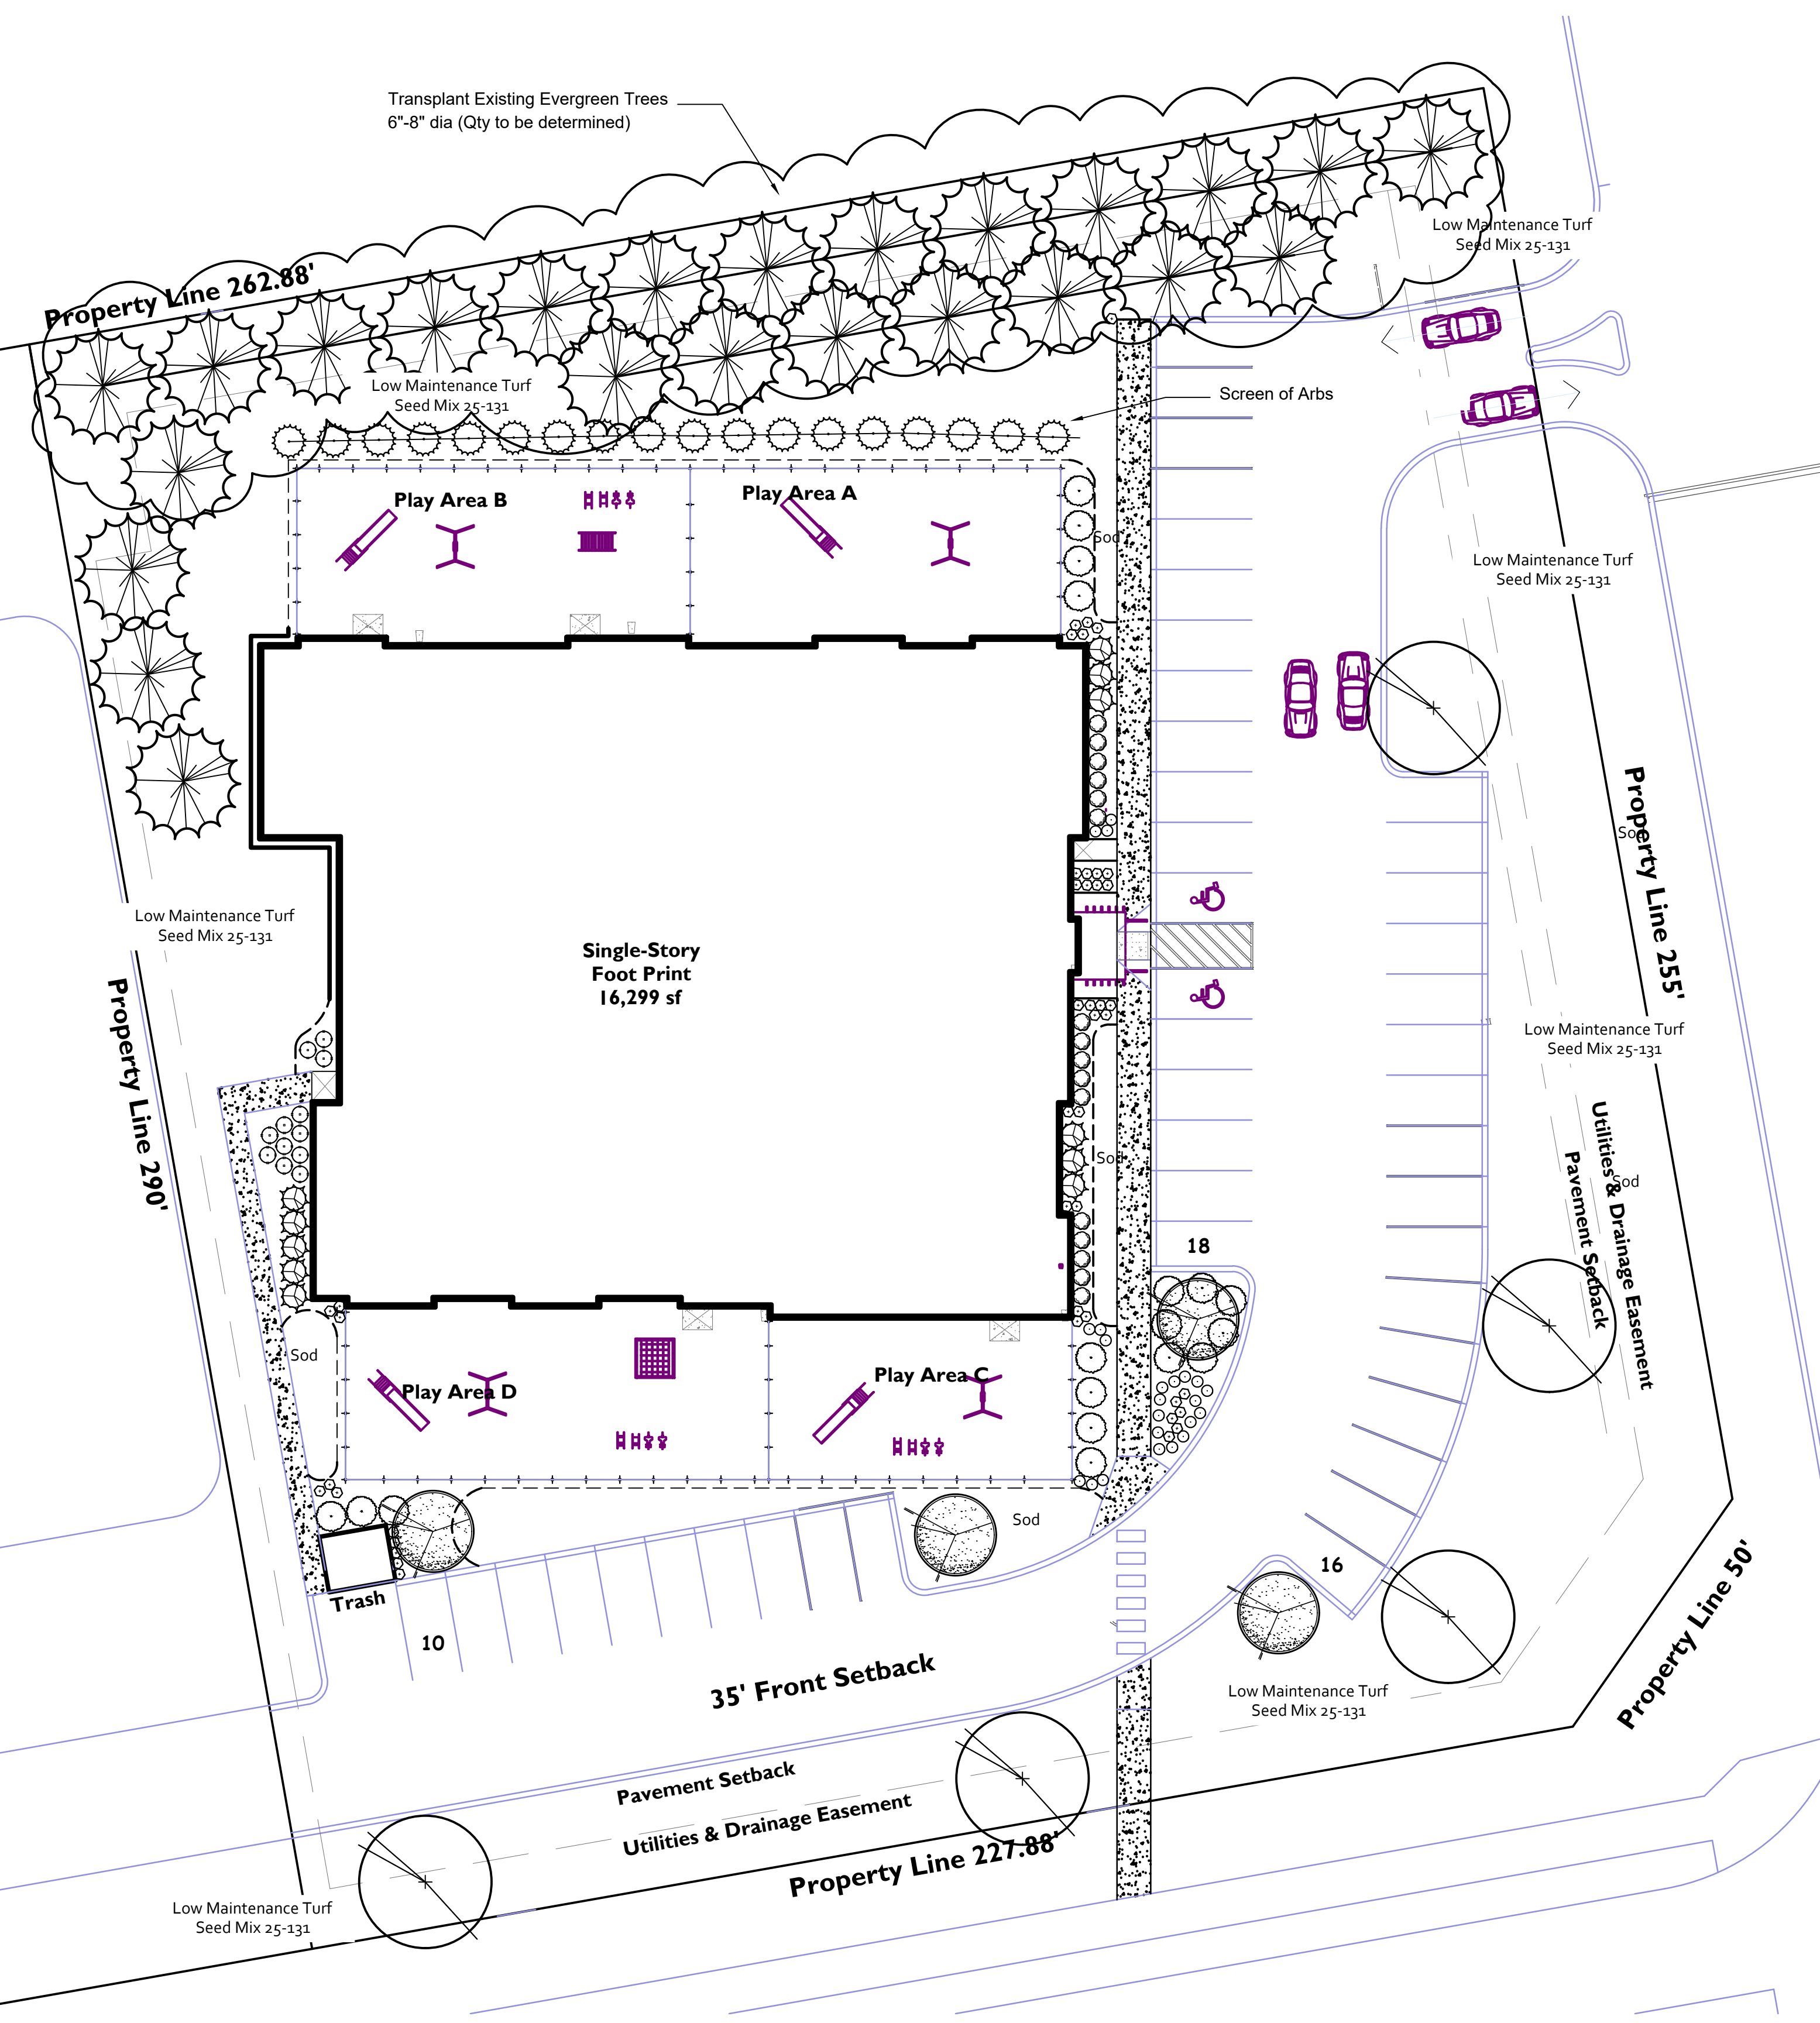 Transplant Existing Evergreen Trees
6"-8" dia (Qty to be determined)
Low Maintenance Turf
Seed Mix 25-131
Property Line 262.88'
Low Maintenance Turf
Seed Mix 25-131
Screen of Arbs
Play Area B
Play Area A
Sod
Low Maintenance Turf
Seed Mix 25-131
Property Line 255'
Sod
Low Maintenance Turf
Seed Mix 25-131
Single-Story
Foot Print
16,299 sf
Property Line 290'
Low Maintenance Turf
Seed Mix 25-131
Utilities & Drainage Easement
Pavement Setback
Sod
Sod
18
Sod
Play Area D
Play Area C
Sod
16
Trash
10
Property Line 50'
35' Front Setback
Low Maintenance Turf
Seed Mix 25-131
Pavement Setback
Utilities & Drainage Easement
Property Line 227.88'
Low Maintenance Turf
Seed Mix 25-131